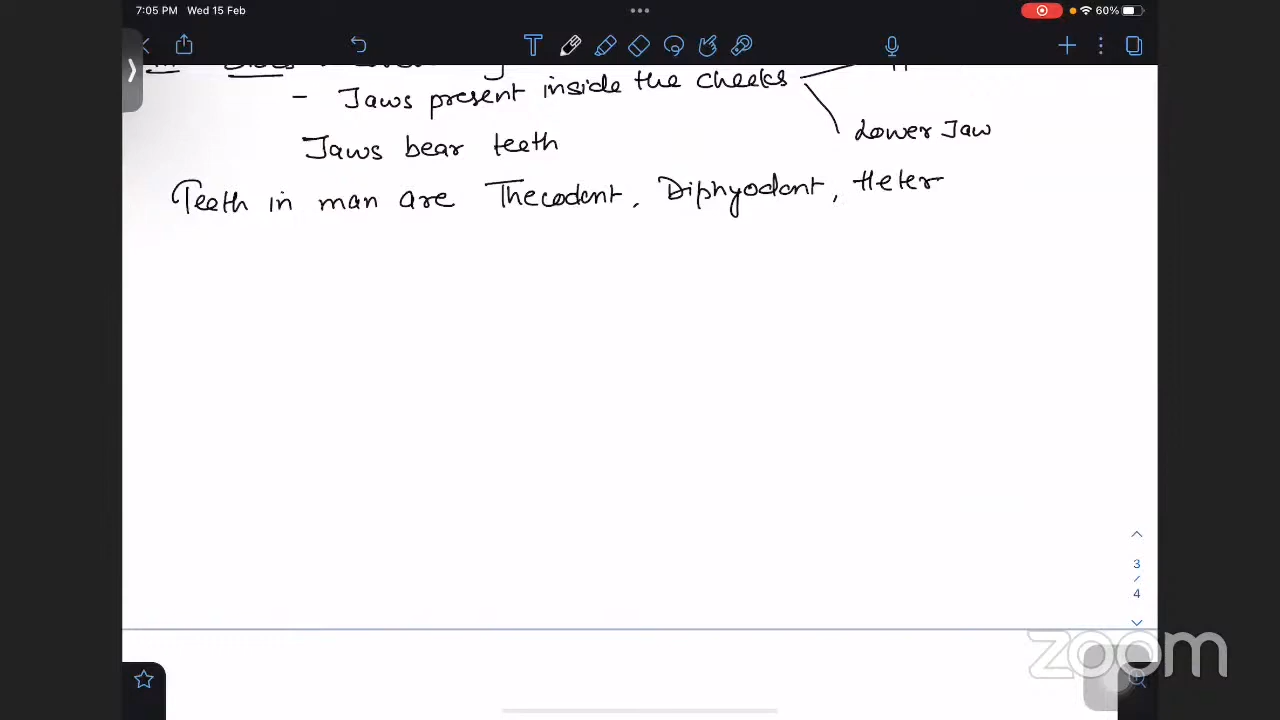 7:05 PM Wed 15 Feb
60%
- Jaws present inside the cheeks
Lower Jaw
Jaws bear teeth
Teeth in man are Thecodont, Diphyodont, Heter
3
/
4
zoom